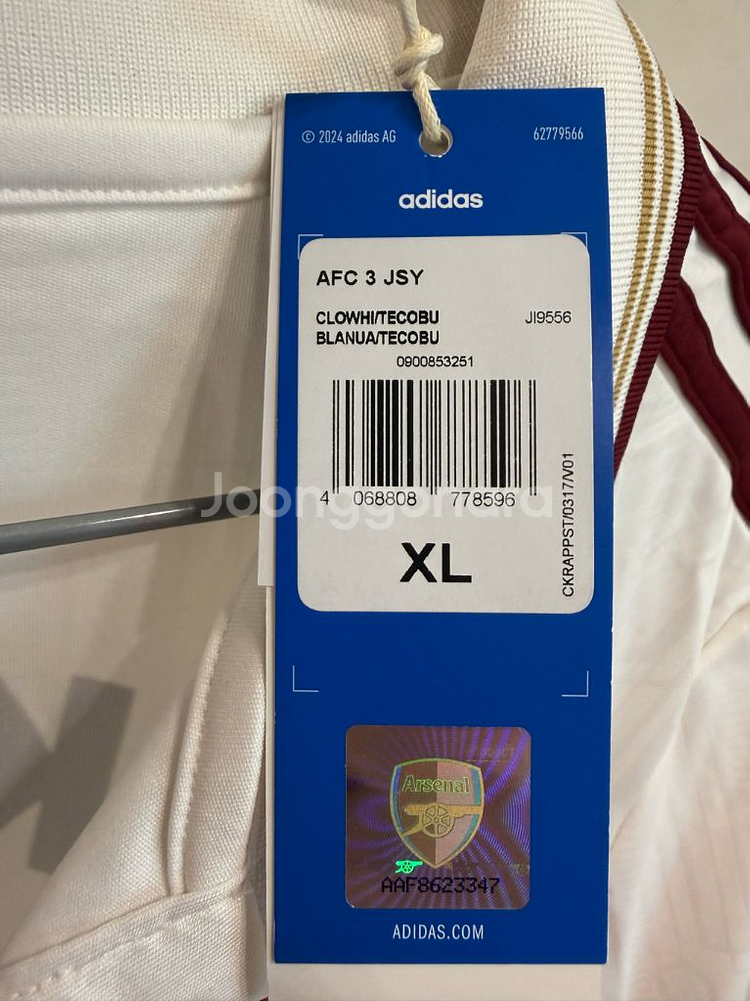 © 2024 adidas AG
62779566
adidas
AFC 3 JSY
CLOWHI/TECOBU
JI9556
BLANUA/TECOBU
0900853251
4 068808 778596
CKRAPPST/0317/V01
XL
Joonggonara
PRODUCT
Arsenal
AAF8623347
ADIDAS.COM